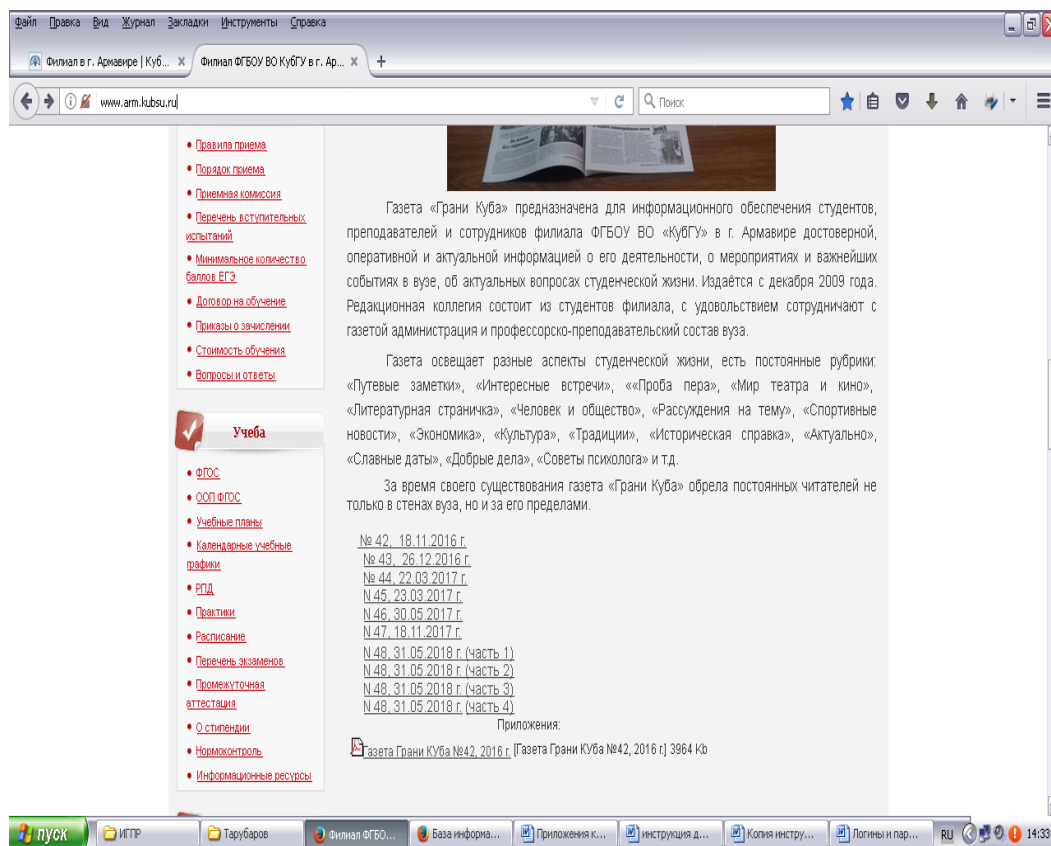 Файл Правка Вид Журнал Закладки Инструменты Справка
Филиал в г. Армавире | Куб... Филиал ФГБОУ ВО КубГУ в г. Ар...
www.arm.kubsu.ru Поиск
Правила приема
Порядок приема
Приемная комиссия
Перечень вступительных
испытаний
Минимальное количество
баллов ЕГЭ
Договор на обучение
Приказы о зачислении
Стоимость обучения
Вопросы и ответы
Учеба
ФГОС
ООП ФГОС
Учебные планы
Календарные учебные
графики
РПД
Практики
Расписание
Перечень экзаменов
Промежуточная
аттестация
О стипендии
Нормоконтроль
Информационные ресурсы
Газета «Грани Куба» предназначена для информационного обеспечения студентов,
преподавателей и сотрудников филиала ФГБОУ ВО «КубГУ» в г. Армавире достоверной,
оперативной и актуальной информацией о его деятельности, о мероприятиях и важнейших
событиях в вузе, об актуальных вопросах студенческой жизни. Издаётся с декабря 2009 года.
Редакционная коллегия состоит из студентов филиала, с удовольствием сотрудничают с
газетой администрация и профессорско-преподавательский состав вуза.
Газета освещает разные аспекты студенческой жизни, есть постоянные рубрики:
«Путевые заметки», «Интересные встречи», ««Проба пера», «Мир театра и кино»,
«Литературная страничка», «Человек и общество», «Рассуждения на тему», «Спортивные
новости», «Экономика», «Культура», «Традиции», «Историческая справка», «Актуально»,
«Славные даты», «Добрые дела», «Советы психолога» и т.д.
За время своего существования газета «Грани Куба» обрела постоянных читателей не
только в стенах вуза, но и за его пределами.
№ 42, 18.11.2016 г.
№ 43, 26.12.2016 г.
№ 44, 22.03.2017 г.
N 45, 23.03.2017 г.
N 46, 30.05.2017 г.
N 47, 18.11.2017 г.
N 48, 31.05.2018 г. (часть 1)
N 48, 31.05.2018 г. (часть 2)
N 48, 31.05.2018 г. (часть 3)
N 48, 31.05.2018 г. (часть 4)
Приложения:
Газета Грани КУба №42, 2016 г. [Газета Грани КУба №42, 2016 г.] 3964 Kb
пуск ИГПР Тарубаров Филиал ФГБО... База информа... Приложения к... инструкция д... Копия инстру... Логины и пар... RU 14:33